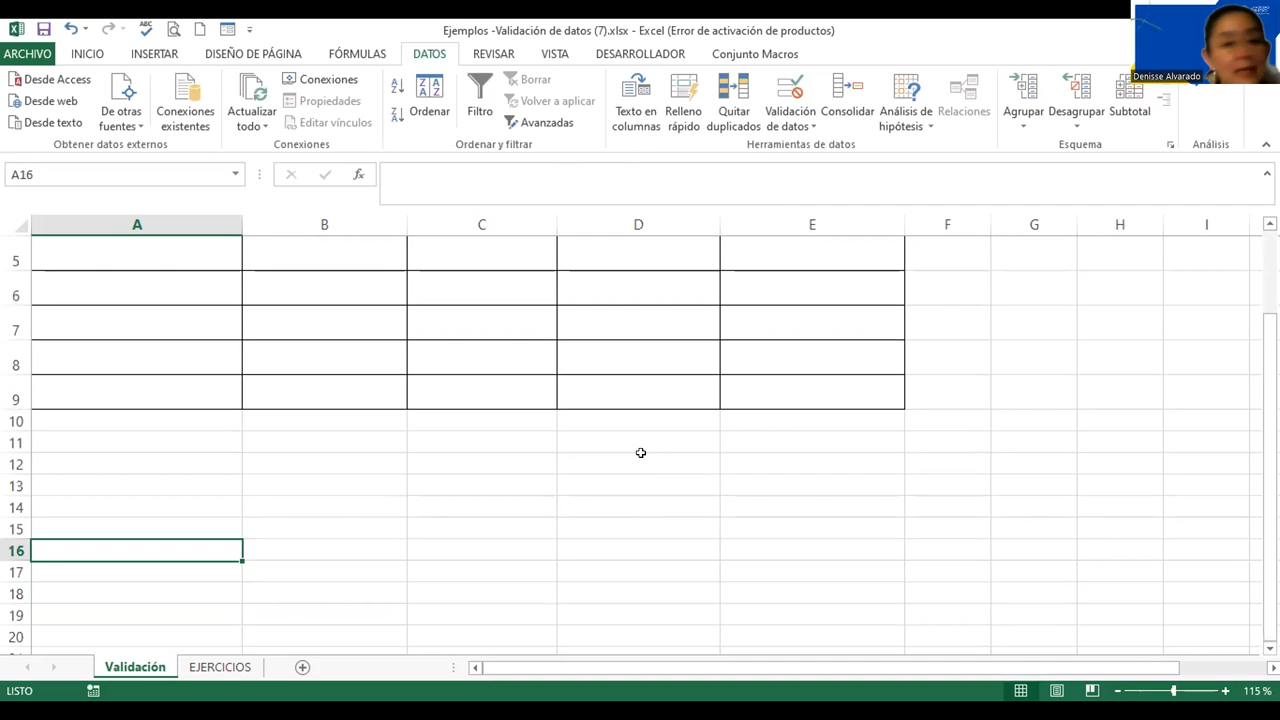 Ejemplos -Validación de datos (7).xlsx - Excel (Error de activación de productos)
ARCHIVO INICIO INSERTAR DISEÑO DE PÁGINA FÓRMULAS DATOS REVISAR VISTA DESARROLLADOR Conjunto Macros
Denisse Alvarado
Desde Access
Desde web
Desde texto
De otras fuentes
Conexiones existentes
Obtener datos externos
Actualizar todo
Conexiones
Propiedades
Editar vínculos
Conexiones
Ordenar
Filtro
Borrar
Volver a aplicar
Avanzadas
Ordenar y filtrar
Texto en columnas
Relleno rápido
Quitar duplicados
Validación de datos
Consolidar
Análisis de hipótesis
Relaciones
Herramientas de datos
Agrupar
Desagrupar
Subtotal
Esquema
Análisis
A16
fx
A B C D E F G H I
5
6
7
8
9
10
11
12
13
14
15
16
17
18
19
20
Validación EJERCICIOS
LISTO
115 %